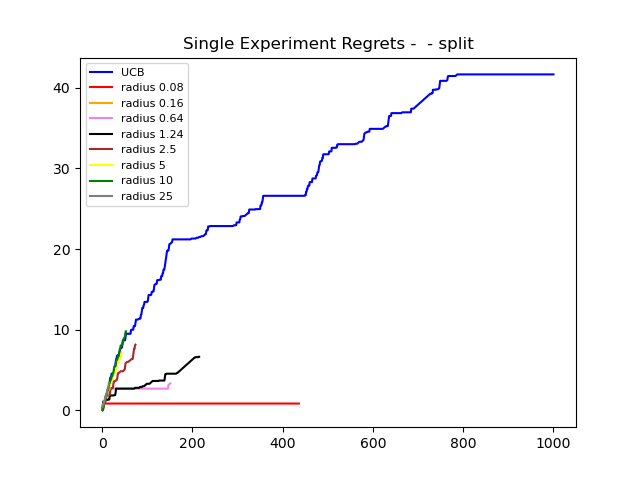 Single Experiment Regrets -  - split
UCB
radius 0.08
radius 0.16
radius 0.64
radius 1.24
radius 2.5
radius 5
radius 10
radius 25
40
30
20
10
0
0 200 400 600 800 1000